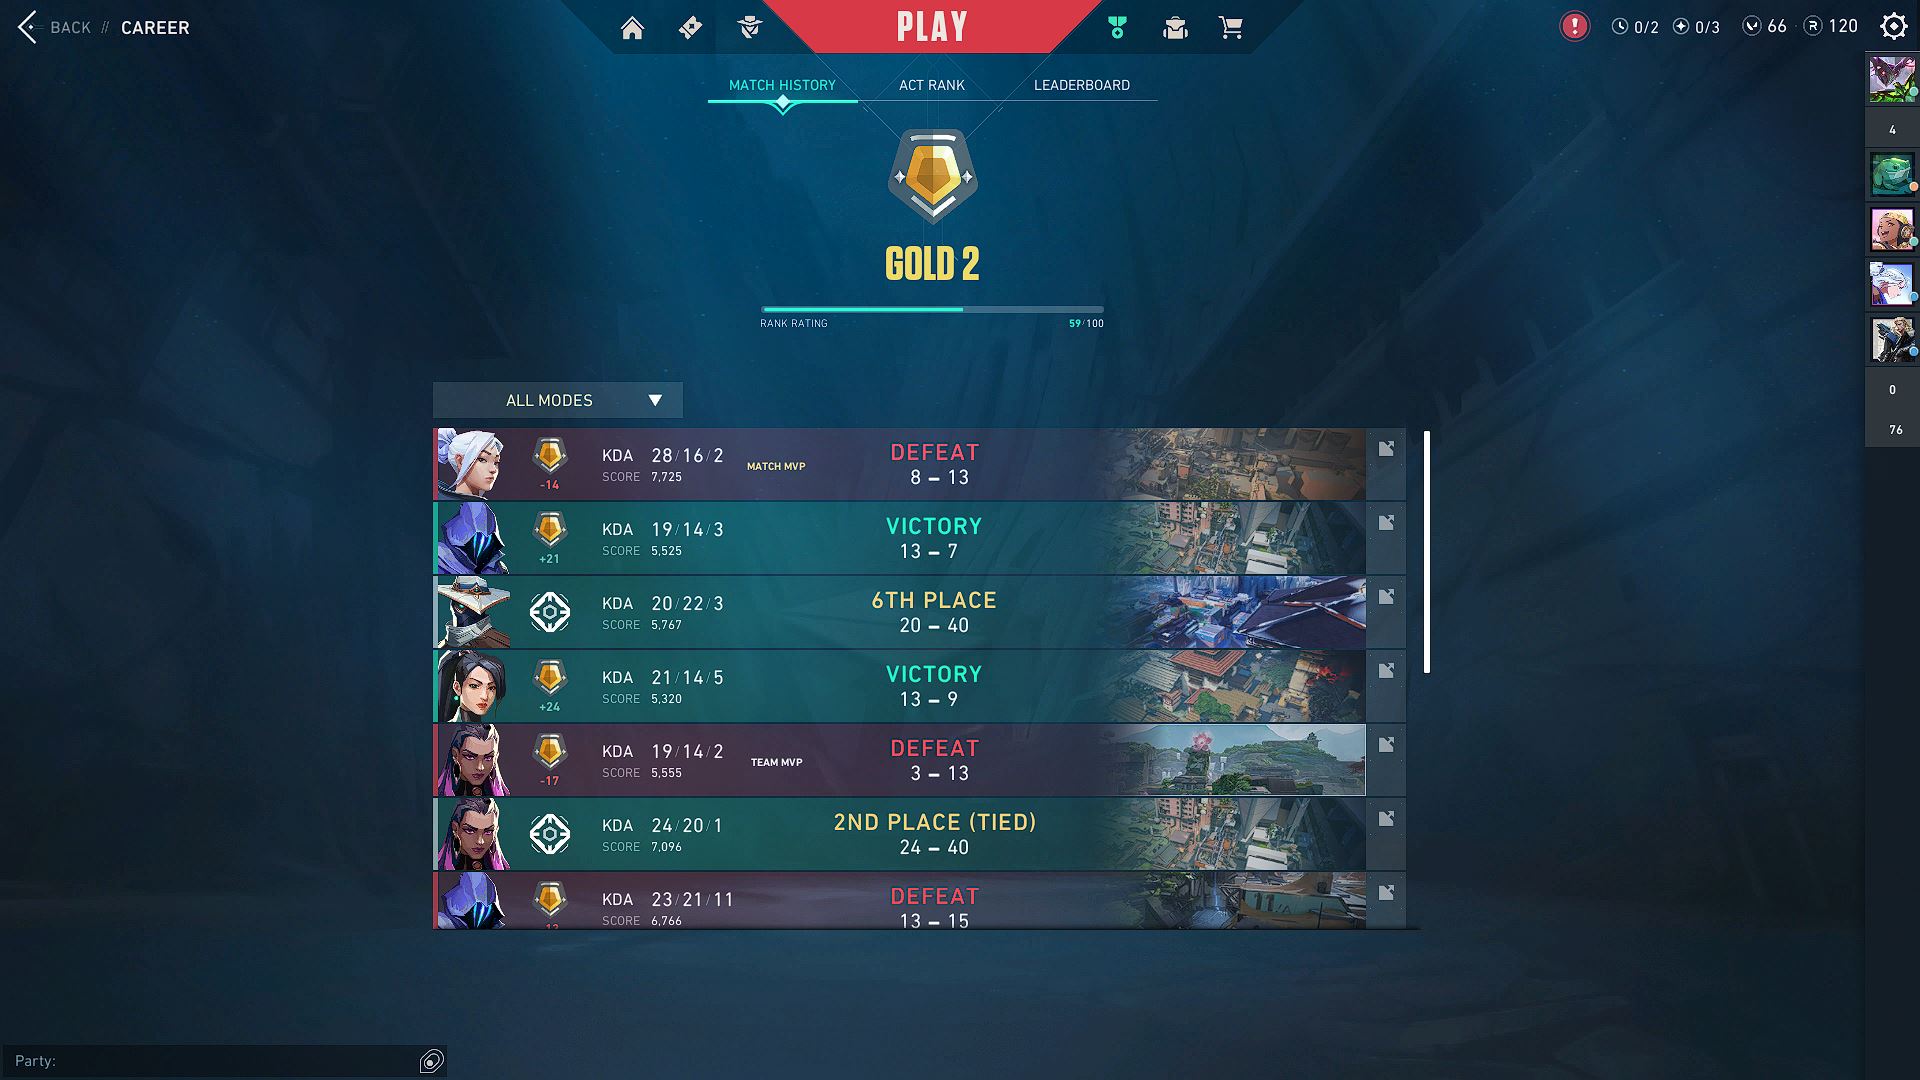 BACK // CAREER
PLAY
0/2 0/3 66 120
MATCH HISTORY ACT RANK LEADERBOARD
GOLD 2
RANK RATING 59/100
ALL MODES
KDA 28/16/2 MATCH MVP DEFEAT
-14 SCORE 7,725 8 – 13
KDA 19/14/3 VICTORY
+21 SCORE 5,525 13 – 7
KDA 20/22/3 6TH PLACE
SCORE 5,767 20 – 40
KDA 21/14/5 VICTORY
+24 SCORE 5,320 13 – 9
KDA 19/14/2 TEAM MVP DEFEAT
-17 SCORE 5,555 3 – 13
KDA 24/20/1 2ND PLACE (TIED)
SCORE 7,096 24 – 40
KDA 23/21/11 DEFEAT
SCORE 6,766 13 – 15
4
0
76
Party: